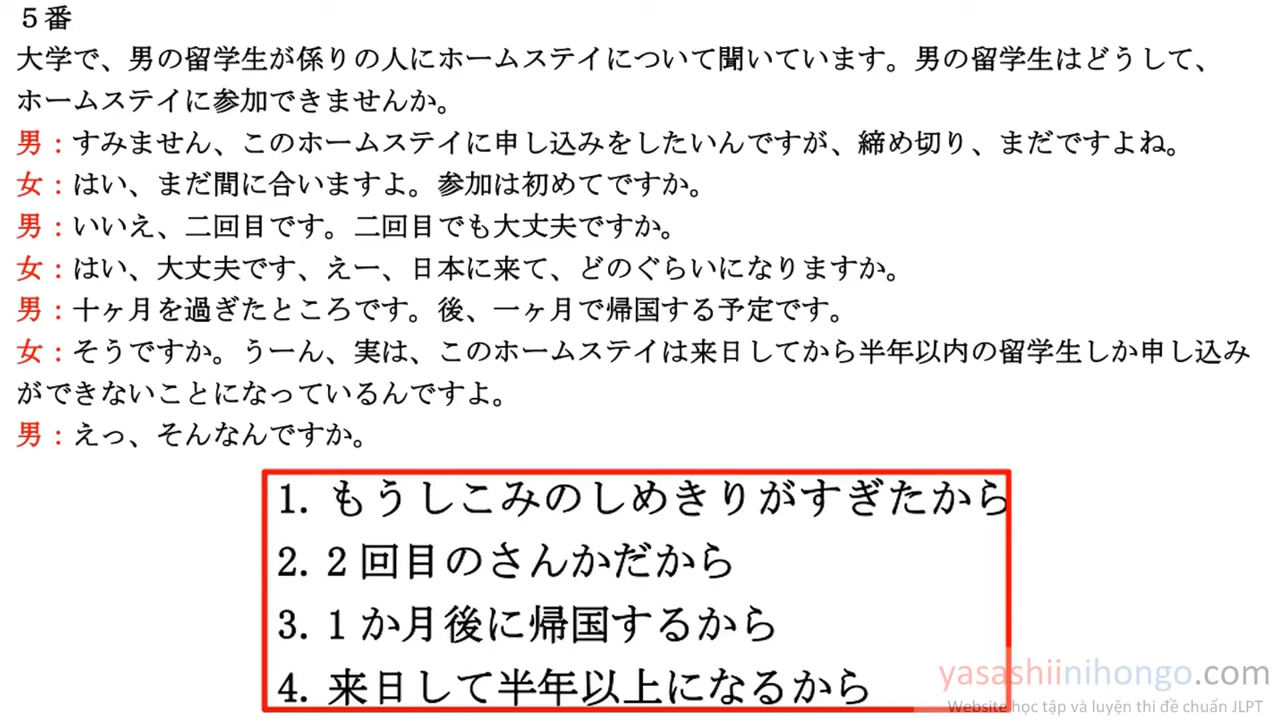 ５番
大学で、男の留学生が係りの人にホームステイについて聞いています。男の留学生はどうして、
ホームステイに参加できませんか。
男：すみません、このホームステイに申し込みをしたいんですが、締め切り、まだですよね。
女：はい、まだ間に合いますよ。参加は初めてですか。
男：いいえ、二回目です。二回目でも大丈夫ですか。
女：はい、大丈夫です、えー、日本に来て、どのぐらいになりますか。
男：十ヶ月を過ぎたところです。後、一ヶ月で帰国する予定です。
女：そうですか。うーん、実は、このホームステイは来日してから半年以内の留学生しか申し込み
ができないことになっているんですよ。
男：えっ、そんなんですか。
1. もうしこみのしめきりがすぎたから
2. 2回目のさんかだから
3. 1か月後に帰国するから
4. 来日して半年以上になるから
yasashiinihongo.com
Website học tập và luyện thi đề chuẩn JLPT